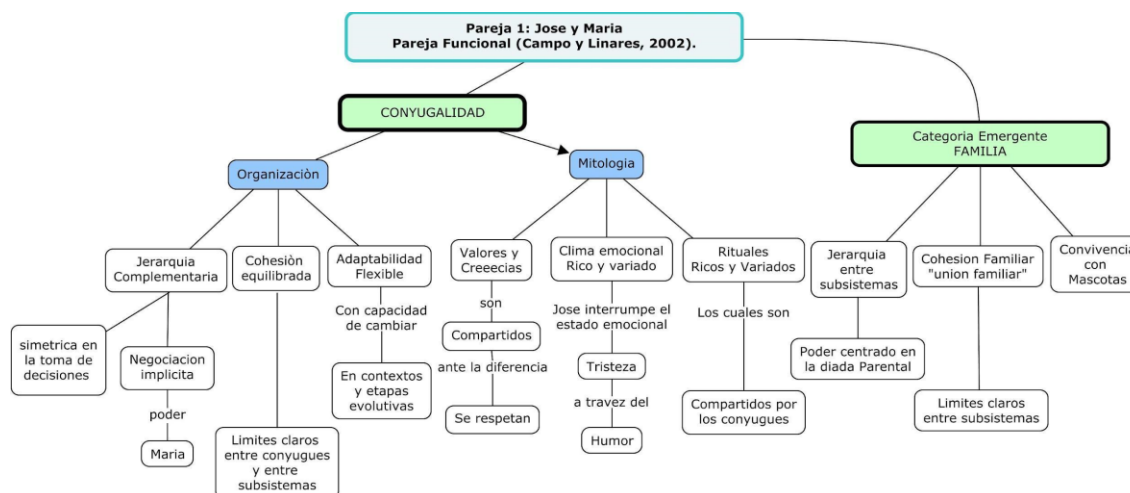 Pareja 1: Jose y Maria
Pareja Funcional (Campo y Linares, 2002).
CONYUGALIDAD
Categoria Emergente
FAMILIA
Organizaciòn
Mitologia
Jerarquia
Complementaria
Cohesiòn
equilibrada
Adaptabilidad
Flexible
Valores y
Creeecias
Clima emocional
Rico y variado
Rituales
Ricos y Variados
Jerarquia
entre
subsistemas
Cohesion Familiar
"union familiar"
Convivencia
con
Mascotas
simetrica en
la toma de
decisiones
Negociacion
implicita
poder
Maria
Limites claros
entre conyugues
y entre
subsistemas
Con capacidad
de cambiar
En contextos
y etapas
evolutivas
son
Compartidos
ante la diferencia
Se respetan
Jose interrumpe el
estado emocional
Tristeza
a travez del
Humor
Los cuales son
Compartidos por
los conyugues
Poder centrado en
la diada Parental
Limites claros
entre subsistemas